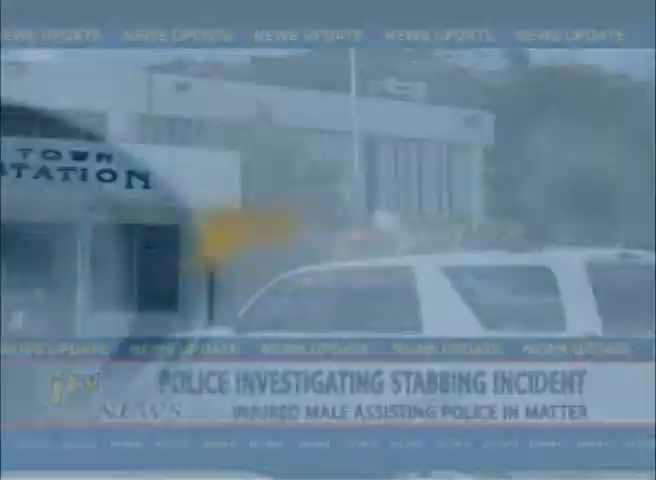 NEWS UPDATE NEWS UPDATE NEWS UPDATE NEWS UPDATE NEWS UPDATE
TOWN
STATION
NEWS UPDATE NEWS UPDATE NEWS UPDATE NEWS UPDATE NEWS UPDATE
POLICE INVESTIGATING STABBING INCIDENT
NEWS
INJURED MALE ASSISTING POLICE IN MATTER